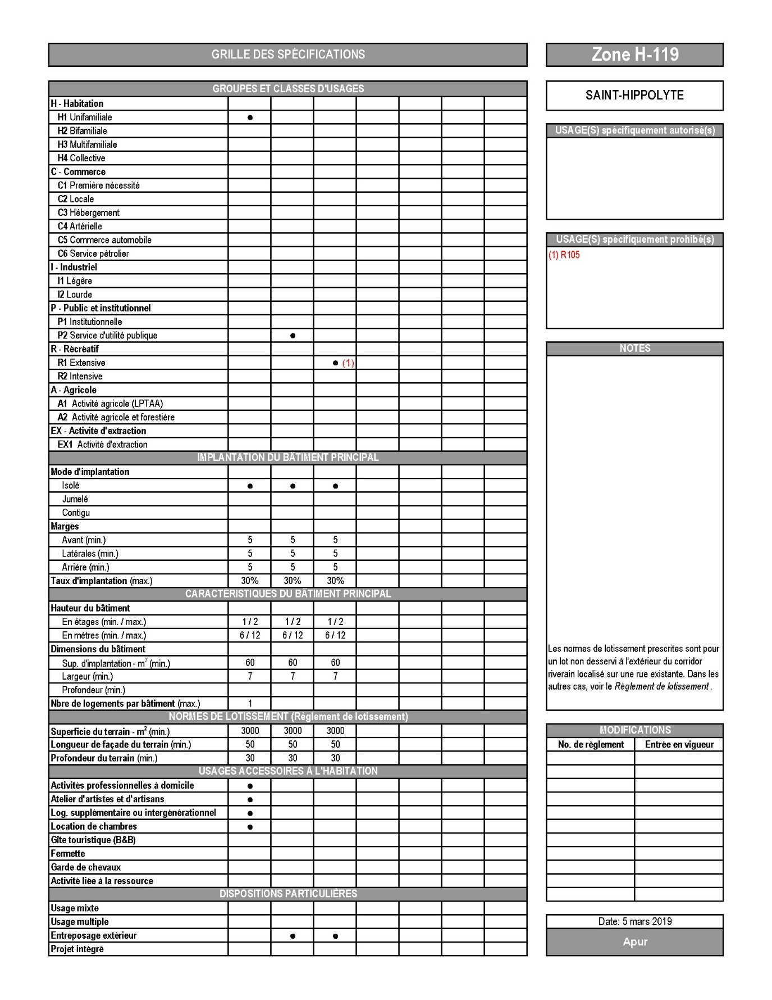 GRILLE DES SPÉCIFICATIONS
Zone H-119
GROUPES ET CLASSES D'USAGES
H - Habitation
H1 Unifamiliale ●
H2 Bifamiliale
H3 Multifamiliale
H4 Collective
C - Commerce
C1 Première nécessité
C2 Locale
C3 Hébergement
C4 Artérielle
C5 Commerce automobile
C6 Service pétrolier
I - Industriel
I1 Légère
I2 Lourde
P - Public et institutionnel
P1 Institutionnelle
P2 Service d'utilité publique ●
R - Récréatif
R1 Extensive ● (1)
R2 Intensive
A - Agricole
A1 Activité agricole (LPTAA)
A2 Activité agricole et forestière
EX - Activité d'extraction
EX1 Activité d'extraction
IMPLANTATION DU BÂTIMENT PRINCIPAL
Mode d'implantation
Isolé ● ● ●
Jumelé
Contigu
Marges
Avant (min.) 5 5 5
Latérales (min.) 5 5 5
Arrière (min.) 5 5 5
Taux d'implantation (max.) 30% 30% 30%
CARACTÉRISTIQUES DU BÂTIMENT PRINCIPAL
Hauteur du bâtiment
En étages (min. / max.) 1 / 2 1 / 2 1 / 2
En mètres (min. / max.) 6 / 12 6 / 12 6 / 12
Dimensions du bâtiment
Sup. d'implantation - m² (min.) 60 60 60
Largeur (min.) 7 7 7
Profondeur (min.)
Nbre de logements par bâtiment (max.) 1
NORMES DE LOTISSEMENT (Règlement de lotissement)
Superficie du terrain - m² (min.) 3000 3000 3000
Longueur de façade du terrain (min.) 50 50 50
Profondeur du terrain (min.) 30 30 30
USAGES ACCESSOIRES À L'HABITATION
Activités professionnelles à domicile ●
Atelier d'artistes et d'artisans ●
Log. supplémentaire ou intergénérationnel ●
Location de chambres ●
Gîte touristique (B&B)
Fermette
Garde de chevaux
Activité liée à la ressource
DISPOSITIONS PARTICULIÈRES
Usage mixte
Usage multiple
Entreposage extérieur ● ●
Projet intégré
SAINT-HIPPOLYTE
USAGE(S) spécifiquement autorisé(s)
USAGE(S) spécifiquement prohibé(s)
(1) R105
NOTES
Les normes de lotissement prescrites sont pour
un lot non desservi à l'extérieur du corridor
riverain localisé sur une rue existante. Dans les
autres cas, voir le Règlement de lotissement .
MODIFICATIONS
No. de règlement Entrée en vigueur
Date: 5 mars 2019
Apur